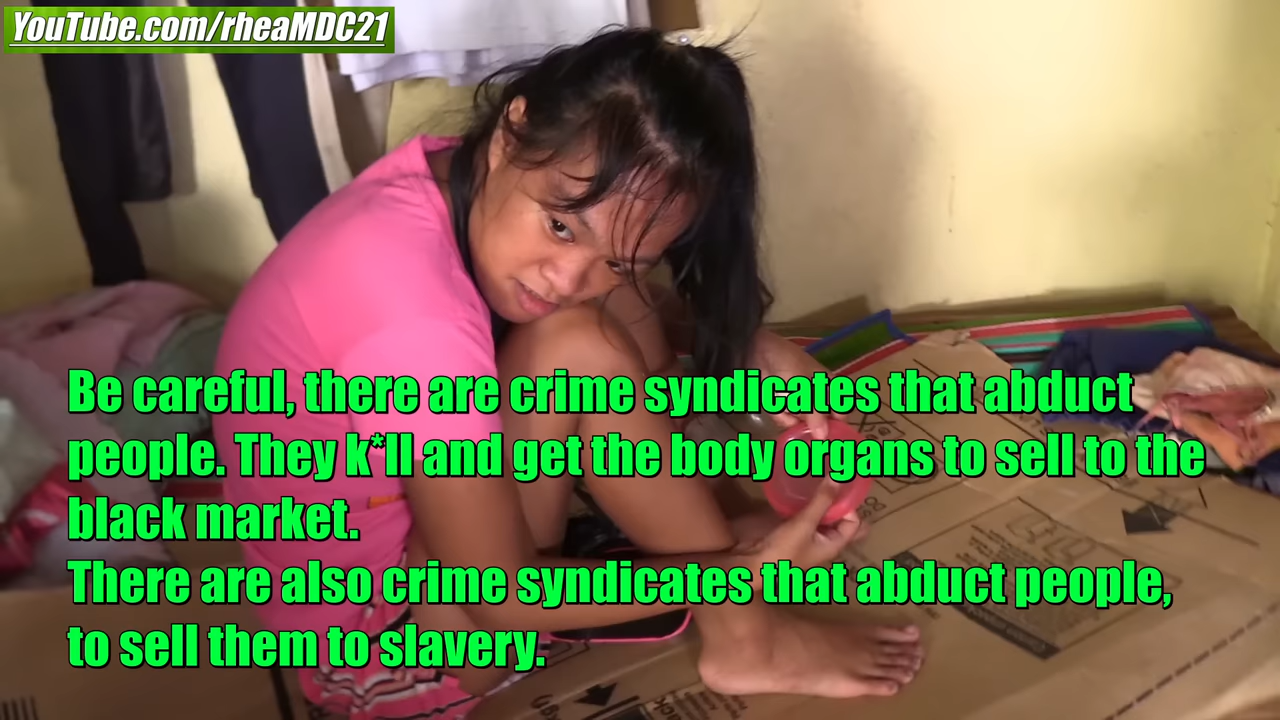 YouTube.com/rheaMDC21
Be careful, there are crime syndicates that abduct
people. They k*ll and get the body organs to sell to the
black market.
There are also crime syndicates that abduct people,
to sell them to slavery.